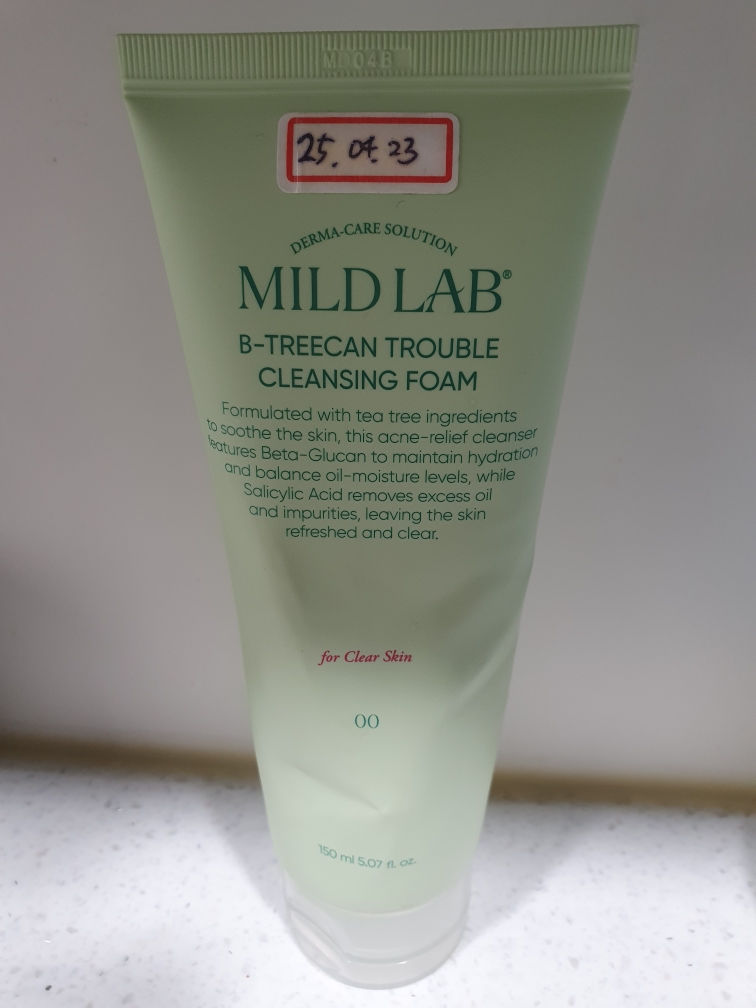 25. 04. 23
DERMA-CARE SOLUTION
MILD LAB®
B-TREECAN TROUBLE
CLEANSING FOAM
Formulated with tea tree ingredients
to soothe the skin, this acne-relief cleanser
features Beta-Glucan to maintain hydration
and balance oil-moisture levels, while
Salicylic Acid removes excess oil
and impurities, leaving the skin
refreshed and clear.
for Clear Skin
150 ml 5.07 fl. oz.